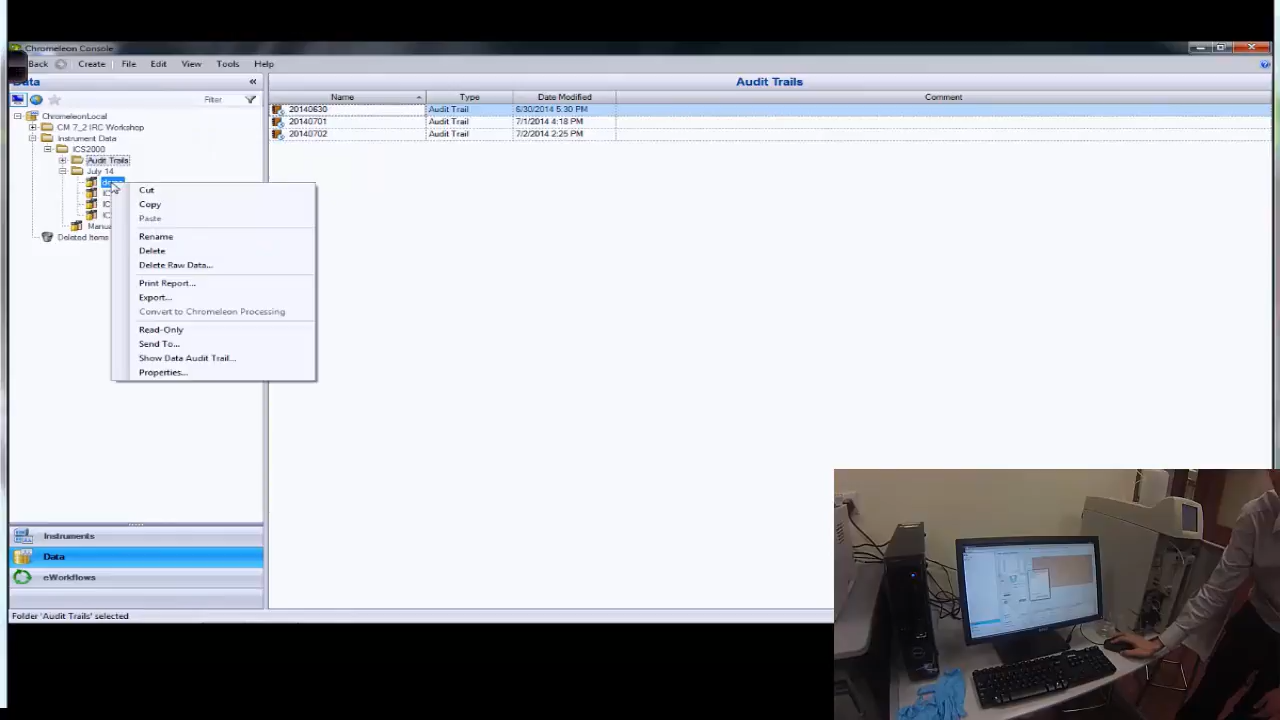 Chromeleon Console
Back Create File Edit View Tools Help
Data «
Filter
Audit Trails
Name Type Date Modified Comment
20140630 Audit Trail 6/30/2014 5:30 PM
20140701 Audit Trail 7/1/2014 4:18 PM
20140702 Audit Trail 7/2/2014 2:25 PM
ChromeleonLocal
CM 7_2 IRC Workshop
Instrument Data
ICS2000
Audit Trails
July 14
IC
IC
IC
Manua
Deleted Items
Cut
Copy
Paste
Rename
Delete
Delete Raw Data...
Print Report...
Export...
Convert to Chromeleon Processing
Read-Only
Send To...
Show Data Audit Trail...
Properties...
Instruments
Data
eWorkflows
Folder 'Audit Trails' selected